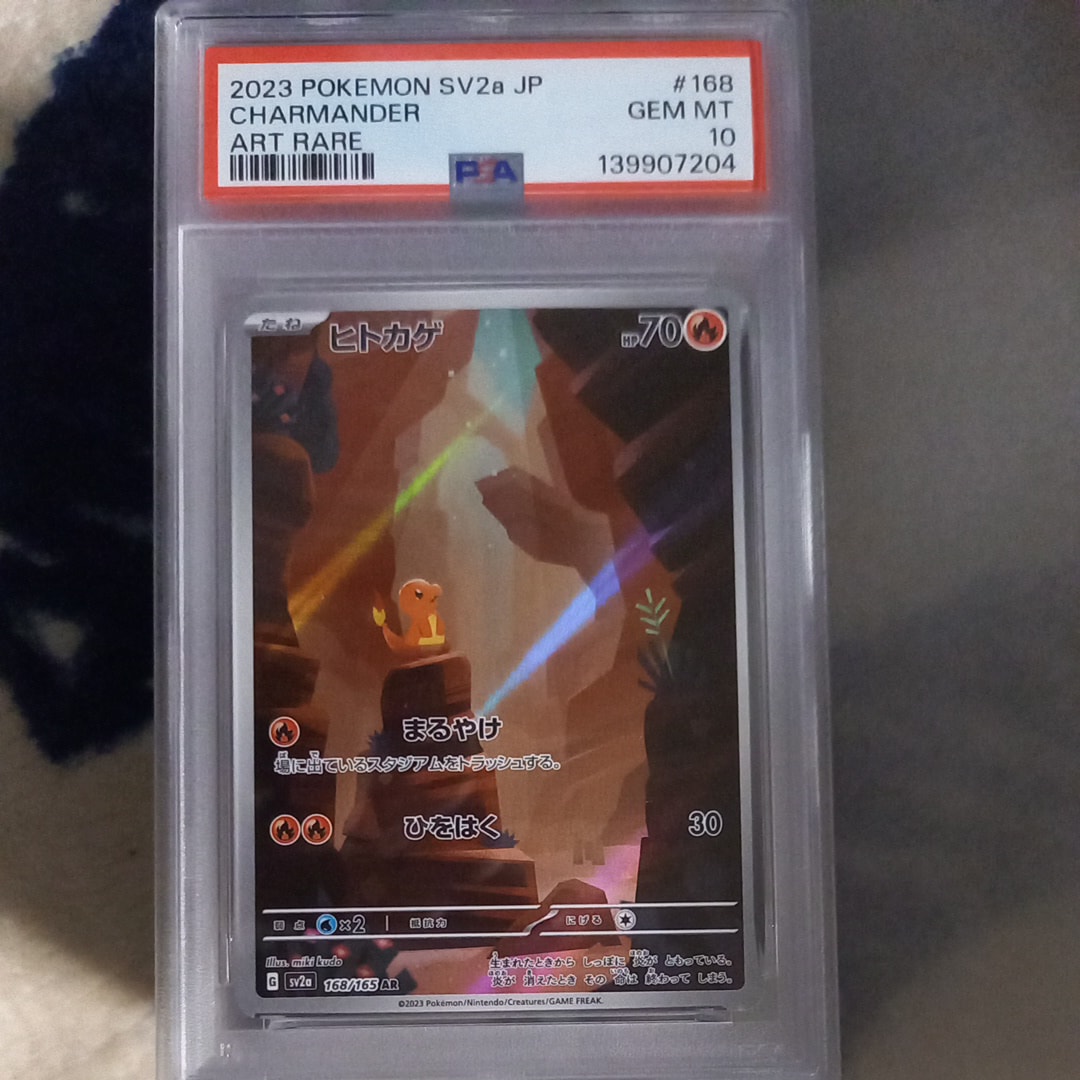 2023 POKEMON SV2a JP #168
CHARMANDER GEM MT
ART RARE 10
PSA 139907204
たね ヒトカゲ HP70
まるやけ
場に出ているスタジアムをトラッシュする。
ひをはく 30
弱点 ×2 抵抗力 にげる
Illus. miki kudo
生まれたときから しっぽに 炎が ともっている。
炎が 消えたとき その 命は 終わって しまう。
G sv2a 168/165 AR
©2023 Pokémon/Nintendo/Creatures/GAME FREAK.